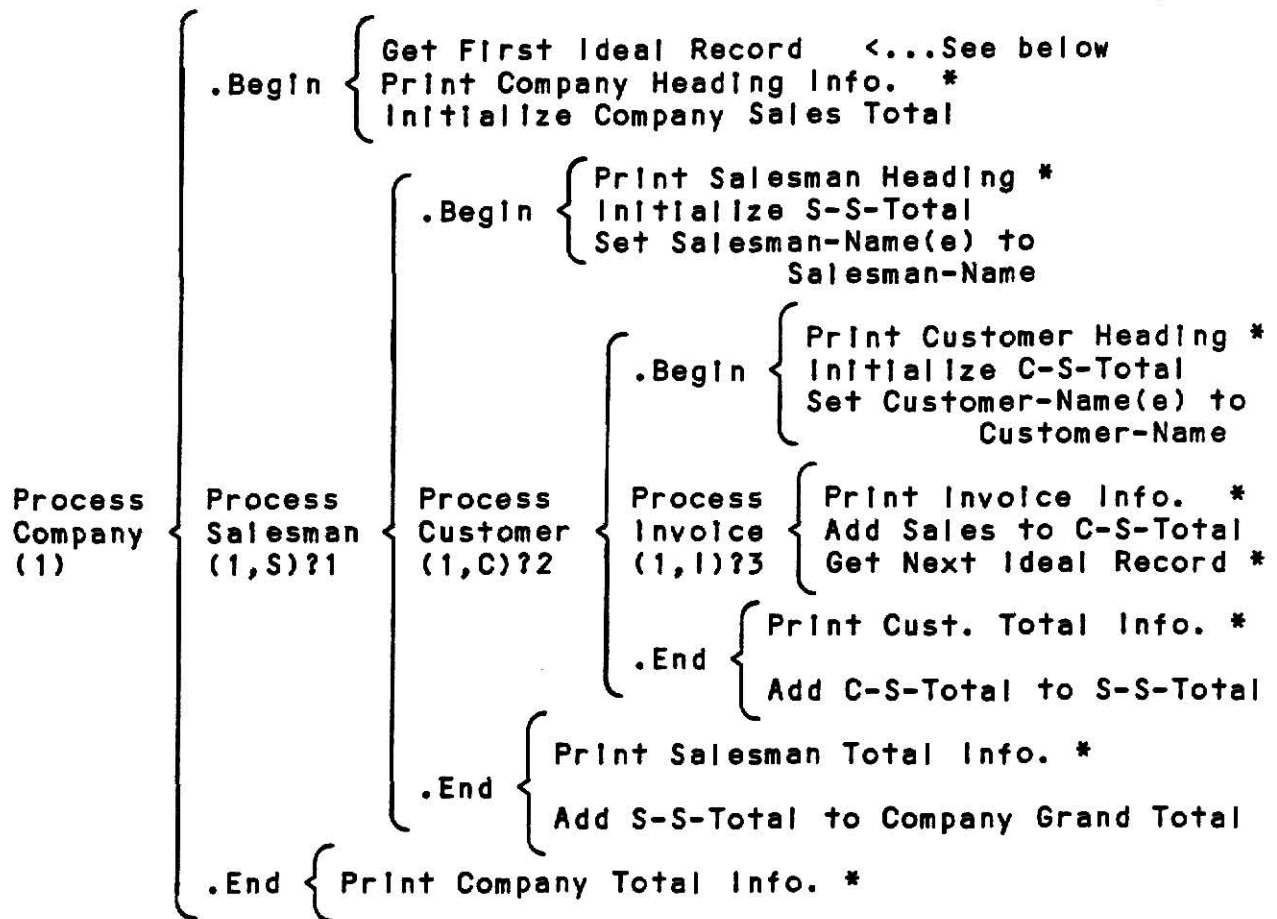 Get First Ideal Record <...See below
.Begin Print Company Heading Info. *
Initialize Company Sales Total
Print Salesman Heading *
.Begin Initialize S-S-Total
Set Salesman-Name(e) to
Salesman-Name
Print Customer Heading *
.Begin Initialize C-S-Total
Set Customer-Name(e) to
Customer-Name
Process Process Process Process Print Invoice Info. *
Company Salesman Customer Invoice Add Sales to C-S-Total
(1) (1,S)?1 (1,C)?2 (1,I)?3 Get Next Ideal Record *
Print Cust. Total Info. *
.End
Add C-S-Total to S-S-Total
Print Salesman Total Info. *
.End
Add S-S-Total to Company Grand Total
.End Print Company Total Info. *